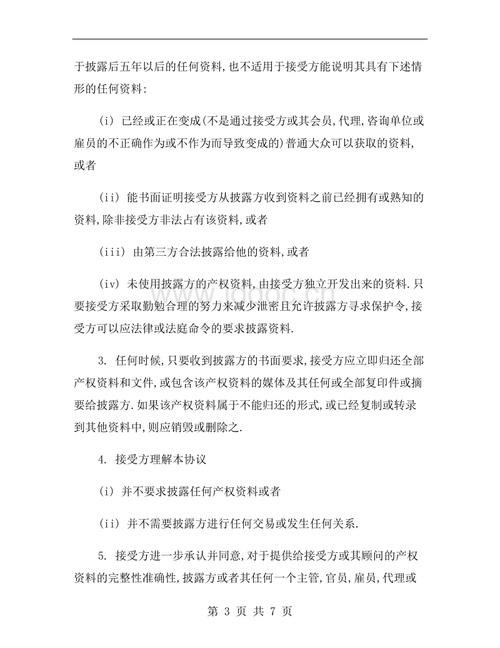 于披露后五年以后的任何资料,也不适用于接受方能说明其具有下述情
形的任何资料:
(i) 已经或正在变成(不是通过接受方或其会员,代理,咨询单位或
雇员的不正确作为或不作为而导致变成的)普通大众可以获取的资料,
或者
(ii) 能书面证明接受方从披露方收到资料之前已经拥有或熟知的
资料,除非接受方非法占有该资料,或者
(iii) 由第三方合法披露给他的资料,或者
(iv) 未使用披露方的产权资料,由接受方独立开发出来的资料.只
要接受方采取勤勉合理的努力来减少泄密且允许披露方寻求保护令,接
受方可以应法律或法庭命令的要求披露资料.
3. 任何时候,只要收到披露方的书面要求,接受方应立即归还全部
产权资料和文件,或包含该产权资料的媒体及其任何或全部复印件或摘
要给披露方.如果该产权资料属于不能归还的形式,或已经复制或转录
到其他资料中,则应销毁或删除之.
4. 接受方理解本协议
(i) 并不要求披露任何产权资料或者
(ii) 并不需要披露方进行任何交易或发生任何关系.
5. 接受方进一步承认并同意,对于提供给接受方或其顾问的产权
资料的完整性准确性,披露方或者其任何一个主管,官员,雇员,代理或
第 3 页 共 7 页